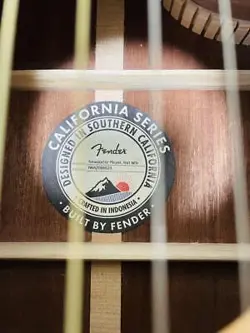 CALIFORNIA SERIES
DESIGNED IN SOUTHERN CALIFORNIA
Fender
CRAFTED IN INDONESIA
• BUILT BY FENDER •